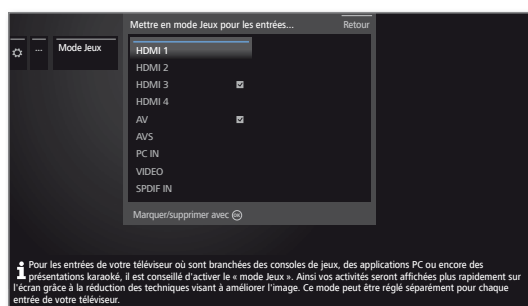 Mettre en mode Jeux pour les entrées... Retour
... Mode Jeux
HDMI 1
HDMI 2
HDMI 3
HDMI 4
AV
AVS
PC IN
VIDEO
SPDIF IN
Marquer/supprimer avec OK
Pour les entrées de votre téléviseur où sont branchées des consoles de jeux, des applications PC ou encore des
présentations karaoké, il est conseillé d'activer le « mode Jeux ». Ainsi vos activités seront affichées plus rapidement sur
l'écran grâce à la réduction des techniques visant à améliorer l'image. Ce mode peut être réglé séparément pour chaque
entrée de votre téléviseur.